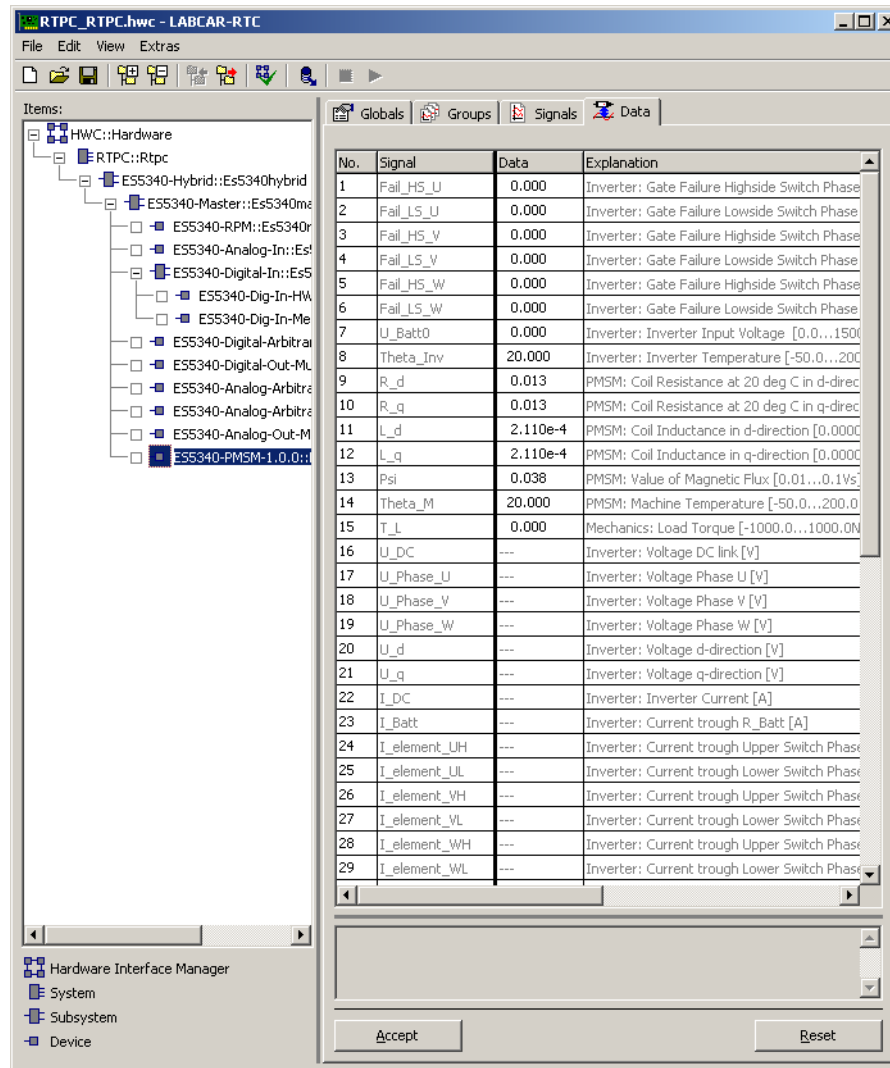 RTPC_RTPC.hwc - LABCAR-RTC
File Edit View Extras
Items:
HWC::Hardware
RTPC::Rtpc
ES5340-Hybrid::Es5340hybrid
ES5340-Master::Es5340ma
ES5340-RPM::Es5340r
ES5340-Analog-In::Es5
ES5340-Digital-In::Es5
ES5340-Dig-In-HW
ES5340-Dig-In-Me
ES5340-Digital-Arbitrar
ES5340-Digital-Out-Mu
ES5340-Analog-Arbitra
ES5340-Analog-Arbitra
ES5340-Analog-Out-M
ES5340-PMSM-1.0.0::
Hardware Interface Manager
System
Subsystem
Device
Globals Groups Signals Data
No. Signal Data Explanation
1 Fail_HS_U 0.000 Inverter: Gate Failure Highside Switch Phase
2 Fail_LS_U 0.000 Inverter: Gate Failure Lowside Switch Phase
3 Fail_HS_V 0.000 Inverter: Gate Failure Highside Switch Phase
4 Fail_LS_V 0.000 Inverter: Gate Failure Lowside Switch Phase
5 Fail_HS_W 0.000 Inverter: Gate Failure Highside Switch Phase
6 Fail_LS_W 0.000 Inverter: Gate Failure Lowside Switch Phase
7 U_Batt0 0.000 Inverter: Inverter Input Voltage [0.0...1500
8 Theta_Inv 20.000 Inverter: Inverter Temperature [-50.0...200
9 R_d 0.013 PMSM: Coil Resistance at 20 deg C in d-direc
10 R_q 0.013 PMSM: Coil Resistance at 20 deg C in q-direc
11 L_d 2.110e-4 PMSM: Coil Inductance in d-direction [0.0000
12 L_q 2.110e-4 PMSM: Coil Inductance in q-direction [0.0000
13 Psi 0.038 PMSM: Value of Magnetic Flux [0.01...0.1Vs]
14 Theta_M 20.000 PMSM: Machine Temperature [-50.0...200.0
15 T_L 0.000 Mechanics: Load Torque [-1000.0...1000.0N
16 U_DC --- Inverter: Voltage DC link [V]
17 U_Phase_U --- Inverter: Voltage Phase U [V]
18 U_Phase_V --- Inverter: Voltage Phase V [V]
19 U_Phase_W --- Inverter: Voltage Phase W [V]
20 U_d --- Inverter: Voltage d-direction [V]
21 U_q --- Inverter: Voltage q-direction [V]
22 I_DC --- Inverter: Inverter Current [A]
23 I_Batt --- Inverter: Current trough R_Batt [A]
24 I_element_UH --- Inverter: Current trough Upper Switch Phase
25 I_element_UL --- Inverter: Current trough Lower Switch Phase
26 I_element_VH --- Inverter: Current trough Upper Switch Phase
27 I_element_VL --- Inverter: Current trough Lower Switch Phase
28 I_element_WH --- Inverter: Current trough Upper Switch Phase
29 I_element_WL --- Inverter: Current trough Lower Switch Phase
Accept Reset